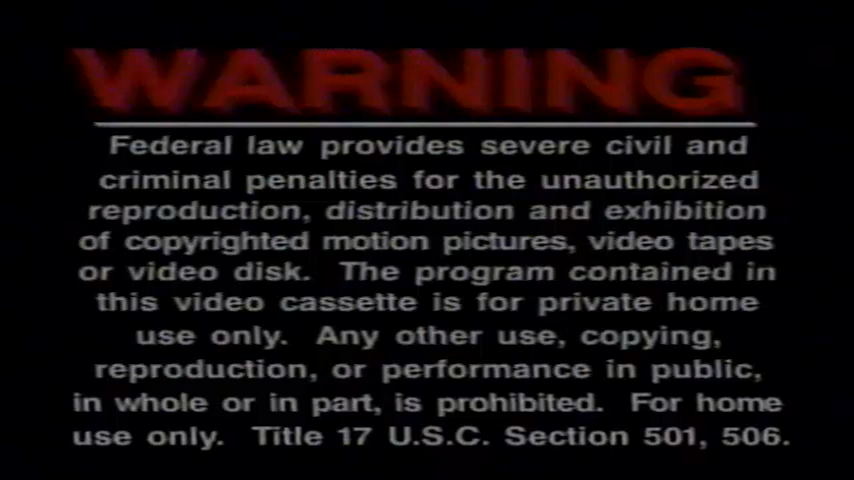 WARNING
Federal law provides severe civil and
criminal penalties for the unauthorized
reproduction, distribution and exhibition
of copyrighted motion pictures, video tapes
or video disk. The program contained in
this video cassette is for private home
use only. Any other use, copying,
reproduction, or performance in public,
in whole or in part, is prohibited. For home
use only. Title 17 U.S.C. Section 501, 506.